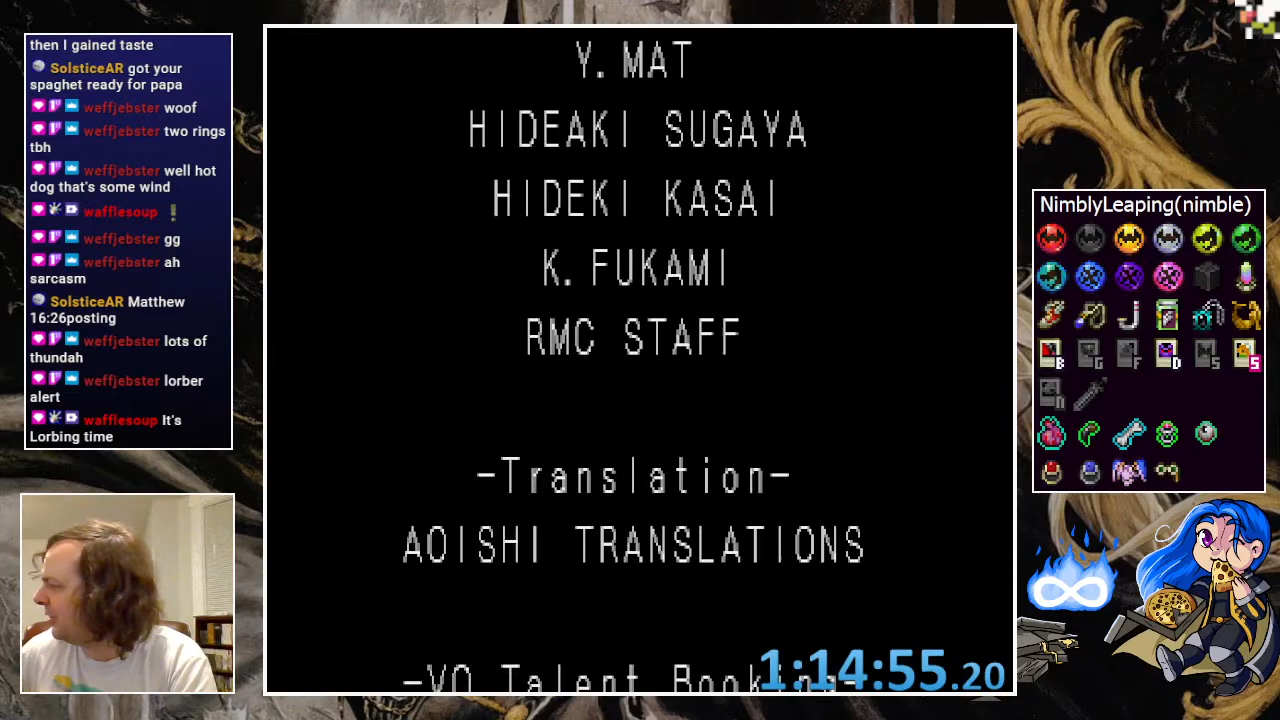 then I gained taste
SolsticeAR got your
spaghet ready for papa
weffjebster woof
weffjebster two rings
tbh
weffjebster well hot
dog that's some wind
wafflesoup
weffjebster gg
weffjebster ah
sarcasm
SolsticeAR Matthew
16:26posting
weffjebster lots of
thundah
weffjebster lorber
alert
wafflesoup It's
Lorbing time
Y. MAT
HIDEAKI SUGAYA
HIDEKI KASAI
K. FUKAMI
RMC STAFF
-Translation-
AOISHI TRANSLATIONS
-VO Talent Booking-
1:14:55.20
NimblyLeaping(nimble)
B G F D S S
N